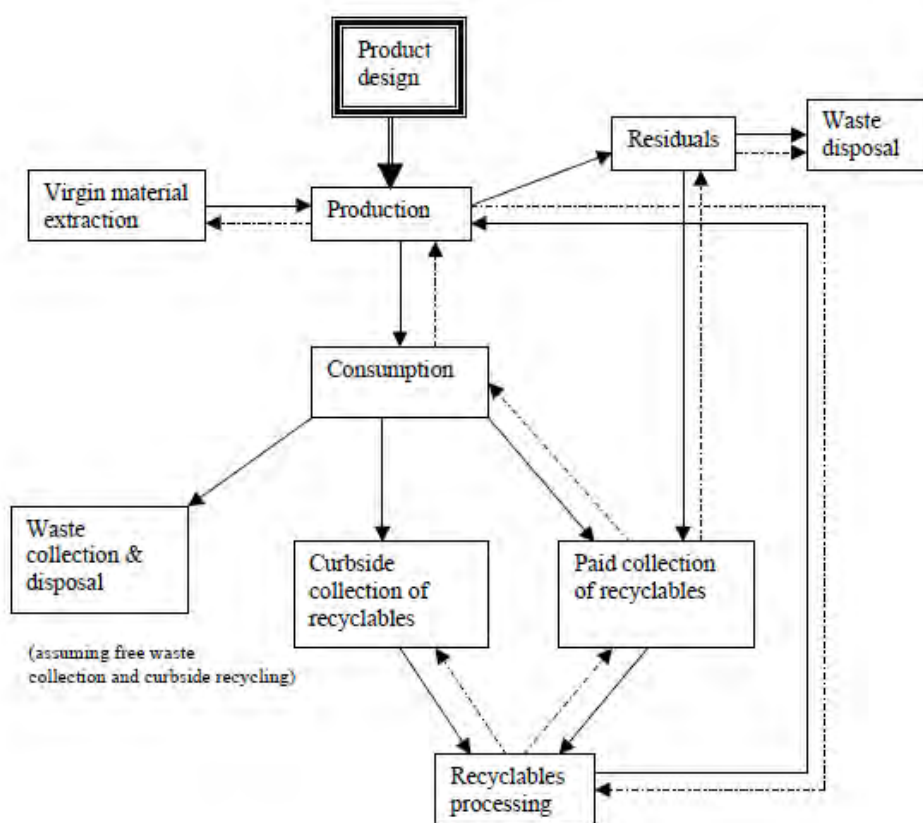 Product
design
Residuals
Waste
disposal
Virgin material
extraction
Production
Consumption
Waste
collection &
disposal
Curbside
collection of
recyclables
Paid collection
of recyclables
(assuming free waste
collection and curbside recycling)
Recyclables
processing